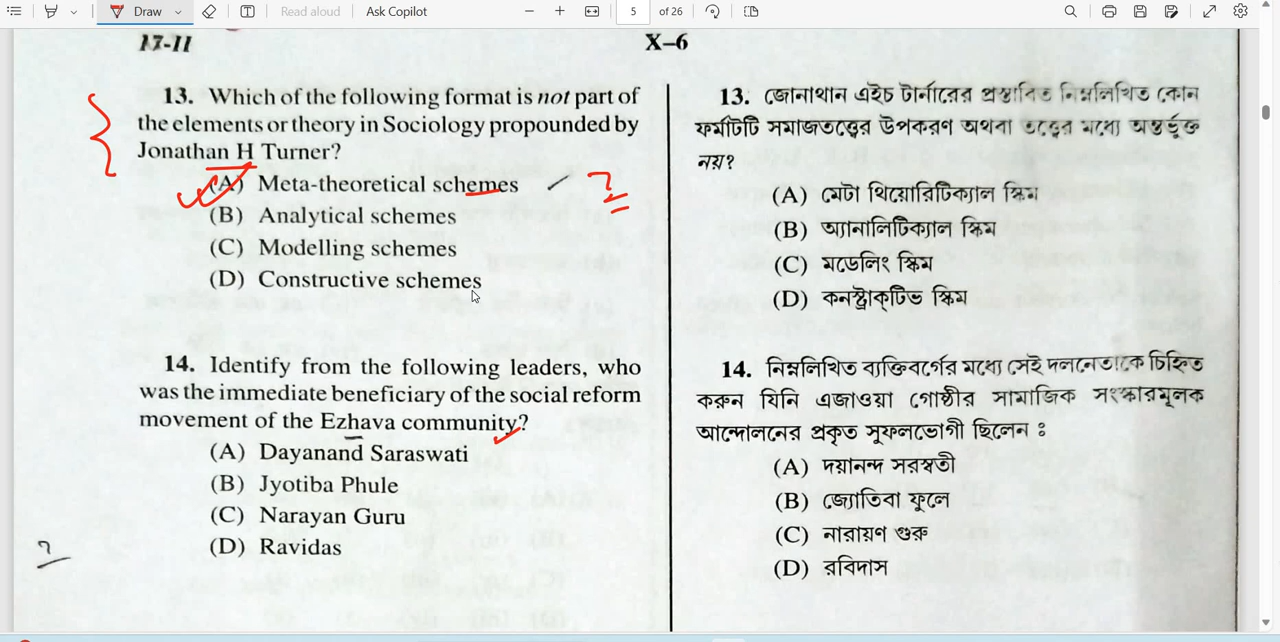 Draw
Read aloud
Ask Copilot
5
of 26
17-II
X–6
13. Which of the following format is not part of
the elements or theory in Sociology propounded by
Jonathan H Turner?
(A) Meta-theoretical schemes
(B) Analytical schemes
(C) Modelling schemes
(D) Constructive schemes
14. Identify from the following leaders, who
was the immediate beneficiary of the social reform
movement of the Ezhava community?
(A) Dayanand Saraswati
(B) Jyotiba Phule
(C) Narayan Guru
(D) Ravidas
?
13. জোনাথান এইচ টার্নারের প্রস্তাবিত নিম্নলিখিত কোন
ফর্মাটটি সমাজতত্ত্বের উপকরণ অথবা তত্ত্বের মধ্যে অন্তর্ভুক্ত
নয়?
(A) মেটা থিয়োরিটিক্যাল স্কিম
(B) অ্যানালিটিক্যাল স্কিম
(C) মডেলিং স্কিম
(D) কনস্ট্রাক্‌টিভ স্কিম
14. নিম্নলিখিত ব্যক্তিবর্গের মধ্যে সেই দলনেতাকে চিহ্নিত
করুন যিনি এজাওয়া গোষ্ঠীর সামাজিক সংস্কারমূলক
আন্দোলনের প্রকৃত সুফলভোগী ছিলেন ঃ
(A) দয়ানন্দ সরস্বতী
(B) জ্যোতিবা ফুলে
(C) নারায়ণ গুরু
(D) রবিদাস